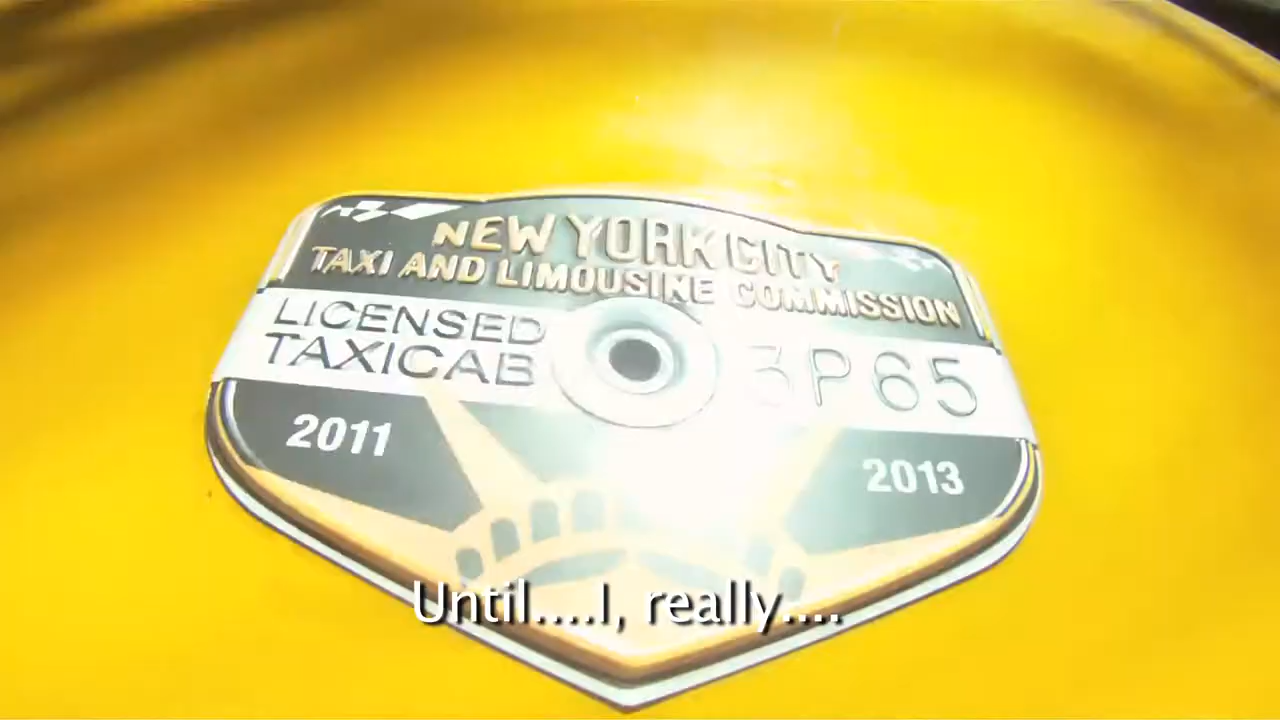 NEW YORK CITY
TAXI AND LIMOUSINE COMMISSION
LICENSED
TAXICAB
3P65
2011
2013
Until....I, really....